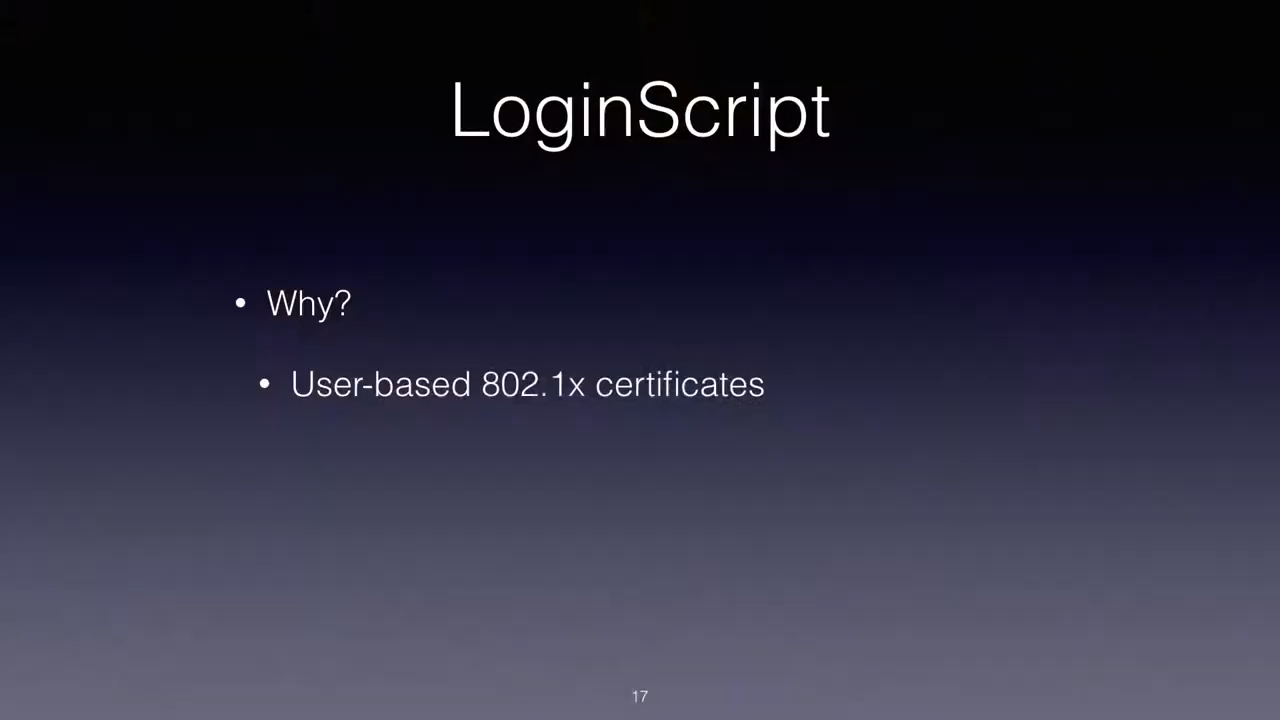 LoginScript
• Why?
• User-based 802.1x certificates
17